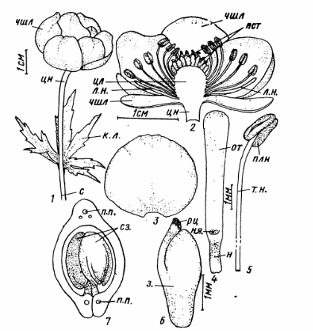 ЧШЛ
1СМ
ЦН
К.Л.
С
1
ЧШЛ
ПСТ
ЦЛ
Л.Н.
ЧШЛ
Л.Н.
1СМ
ЦН
2
3
ОТ
1ММ
Н
4
ПЛН
Т.Н.
5
РЦ
З.
1ММ
6
П.П.
СЗ.
П.П.
7